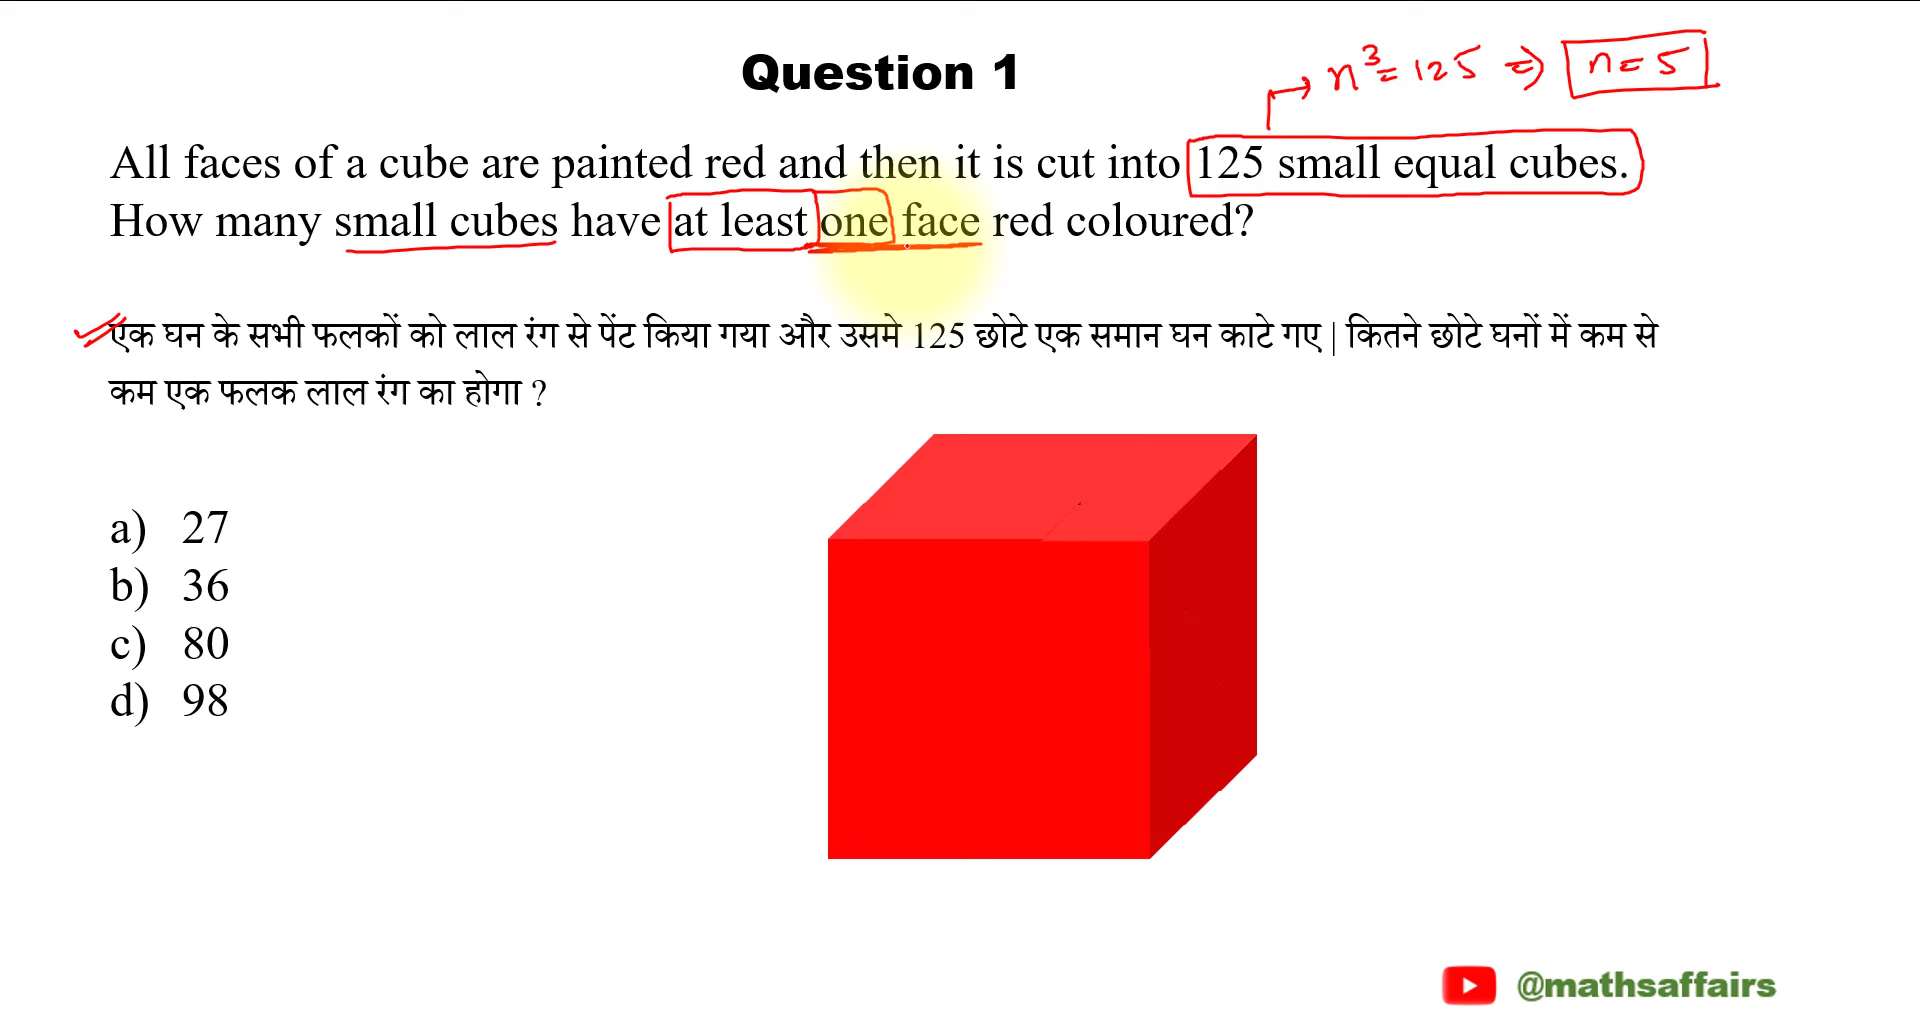 Question 1
n³ = 125 ⇒ n = 5
All faces of a cube are painted red and then it is cut into 125 small equal cubes.
How many small cubes have at least one face red coloured?
एक घन के सभी फलकों को लाल रंग से पेंट किया गया और उसमे 125 छोटे एक समान घन काटे गए | कितने छोटे घनों में कम से
कम एक फलक लाल रंग का होगा ?
a) 27
b) 36
c) 80
d) 98
@mathsaffairs